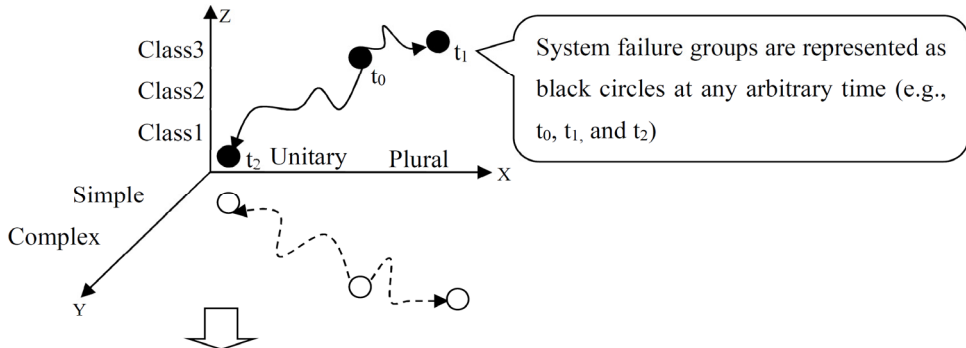 Z
Class3
Class2
Class1
t0
t1
t2
Unitary
Plural
X
Simple
Complex
Y
System failure groups are represented as
black circles at any arbitrary time (e.g.,
t0, t1, and t2)